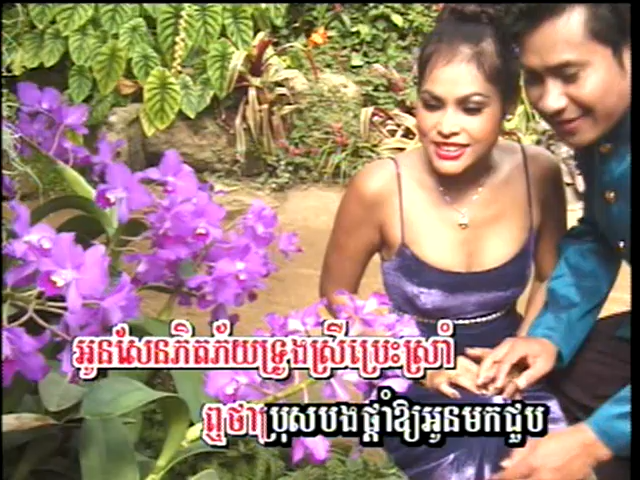 អូនសែនភិតភ័យទ្រូងស្រីប្រេះស្រាំ
ឮថាប្រុសបងផ្ដាំឱ្យអូនមកជួប